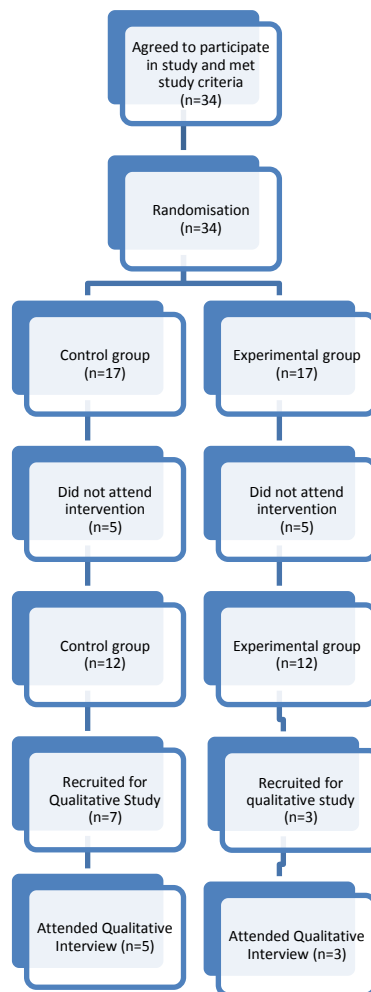 Agreed to participate
in study and met
study criteria
(n=34)
Randomisation
(n=34)
Control group
(n=17)
Experimental group
(n=17)
Did not attend
intervention
(n=5)
Did not attend
intervention
(n=5)
Control group
(n=12)
Experimental group
(n=12)
Recruited for
Qualitative Study
(n=7)
Recruited for
qualitative study
(n=3)
Attended Qualitative
Interview (n=5)
Attended Qualitative
Interview (n=3)